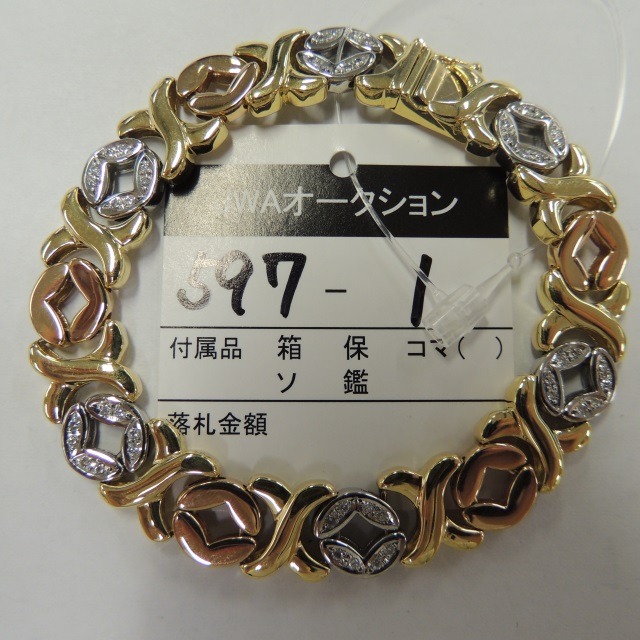 WAオークション
597-1
付属品 箱 保 コマ( )
ソ 鑑
落札金額